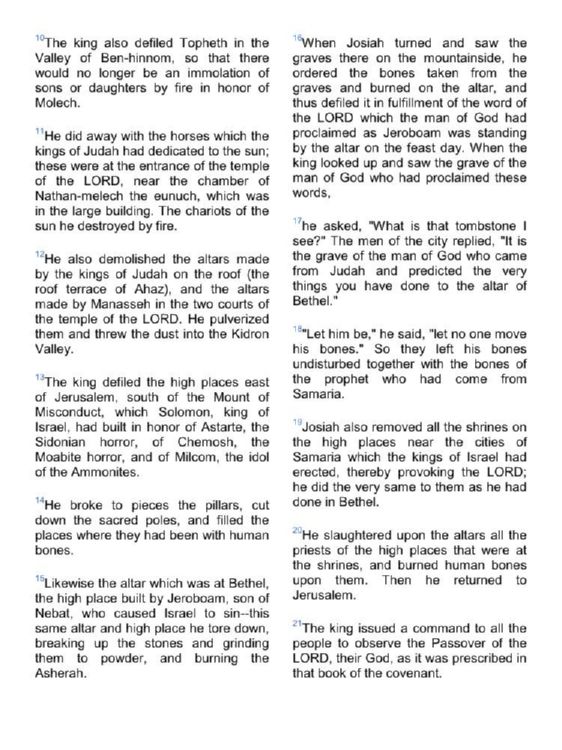 10The king also defiled Topheth in the
Valley of Ben-hinnom, so that there
would no longer be an immolation of
sons or daughters by fire in honor of
Molech.
11He did away with the horses which the
kings of Judah had dedicated to the sun;
these were at the entrance of the temple
of the LORD, near the chamber of
Nathan-melech the eunuch, which was
in the large building. The chariots of the
sun he destroyed by fire.
12He also demolished the altars made
by the kings of Judah on the roof (the
roof terrace of Ahaz), and the altars
made by Manasseh in the two courts of
the temple of the LORD. He pulverized
them and threw the dust into the Kidron
Valley.
13The king defiled the high places east
of Jerusalem, south of the Mount of
Misconduct, which Solomon, king of
Israel, had built in honor of Astarte, the
Sidonian horror, of Chemosh, the
Moabite horror, and of Milcom, the idol
of the Ammonites.
14He broke to pieces the pillars, cut
down the sacred poles, and filled the
places where they had been with human
bones.
15Likewise the altar which was at Bethel,
the high place built by Jeroboam, son of
Nebat, who caused Israel to sin--this
same altar and high place he tore down,
breaking up the stones and grinding
them to powder, and burning the
Asherah.
16When Josiah turned and saw the
graves there on the mountainside, he
ordered the bones taken from the
graves and burned on the altar, and
thus defiled it in fulfillment of the word of
the LORD which the man of God had
proclaimed as Jeroboam was standing
by the altar on the feast day. When the
king looked up and saw the grave of the
man of God who had proclaimed these
words,
17he asked, "What is that tombstone I
see?" The men of the city replied, "It is
the grave of the man of God who came
from Judah and predicted the very
things you have done to the altar of
Bethel."
18"Let him be," he said, "let no one move
his bones." So they left his bones
undisturbed together with the bones of
the prophet who had come from
Samaria.
19Josiah also removed all the shrines on
the high places near the cities of
Samaria which the kings of Israel had
erected, thereby provoking the LORD;
he did the very same to them as he had
done in Bethel.
20He slaughtered upon the altars all the
priests of the high places that were at
the shrines, and burned human bones
upon them. Then he returned to
Jerusalem.
21The king issued a command to all the
people to observe the Passover of the
LORD, their God, as it was prescribed in
that book of the covenant.